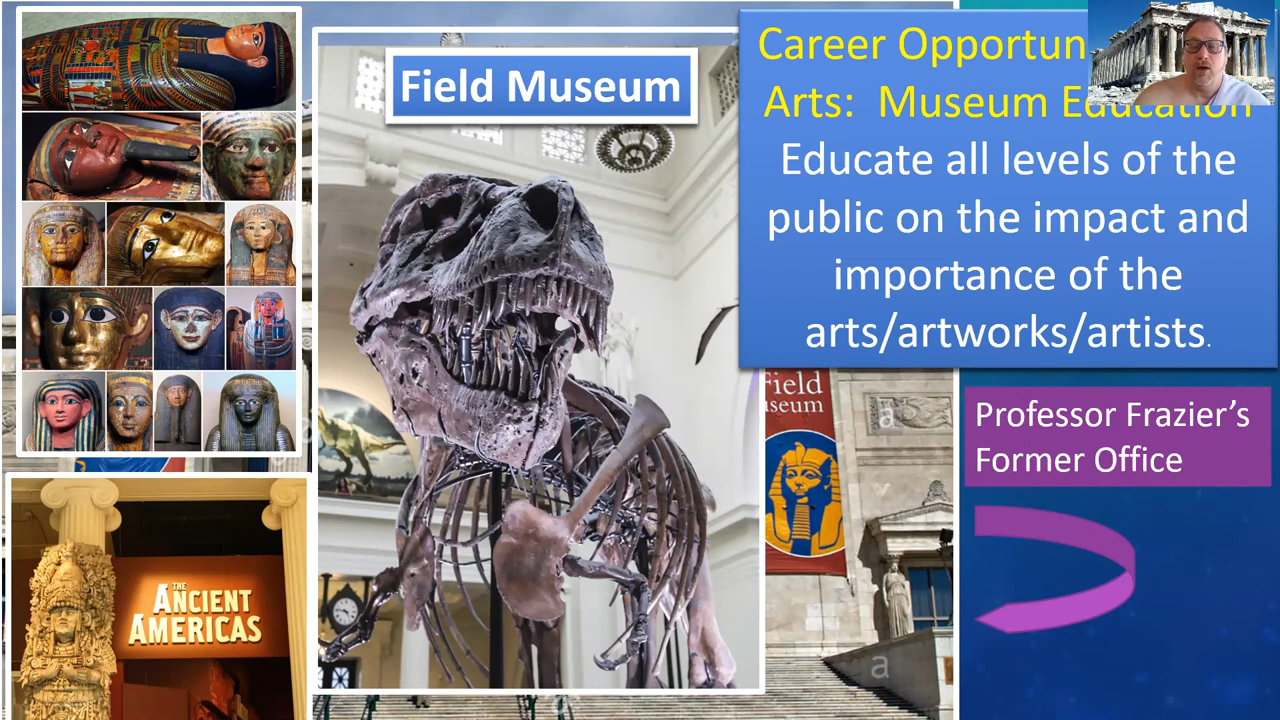 Field Museum
Career Opportun
Arts: Museum Education
Educate all levels of the
public on the impact and
importance of the
arts/artworks/artists.
Field
useum
Professor Frazier's
Former Office
THE
ANCIENT
AMERICAS
a
a